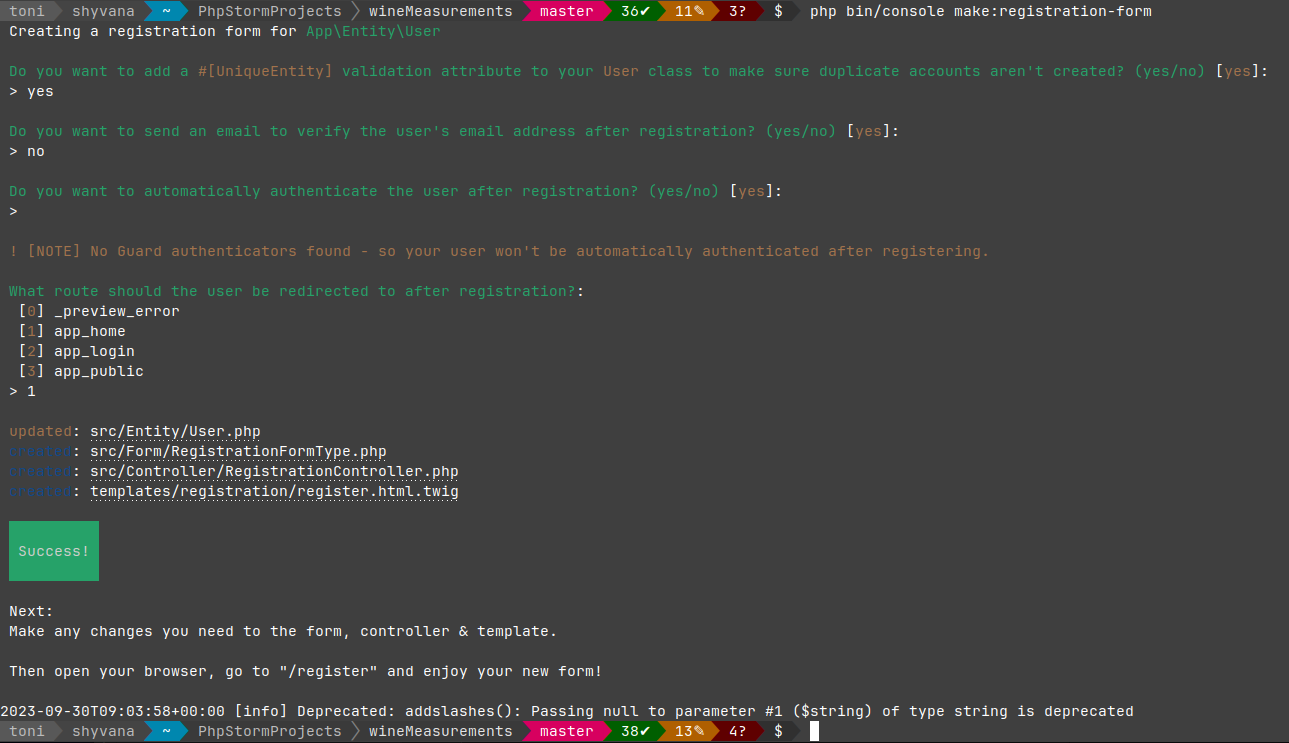 toni shyvana ~ PhpStormProjects wineMeasurements master 36✔ 11✎ 3? $ php bin/console make:registration-form
Creating a registration form for App\Entity\User
Do you want to add a #[UniqueEntity] validation attribute to your User class to make sure duplicate accounts aren't created? (yes/no) [yes]:
> yes
Do you want to send an email to verify the user's email address after registration? (yes/no) [yes]:
> no
Do you want to automatically authenticate the user after registration? (yes/no) [yes]:
>
! [NOTE] No Guard authenticators found - so your user won't be automatically authenticated after registering.
What route should the user be redirected to after registration?:
[0] _preview_error
[1] app_home
[2] app_login
[3] app_public
> 1
updated: src/Entity/User.php
created: src/Form/RegistrationFormType.php
created: src/Controller/RegistrationController.php
created: templates/registration/register.html.twig
Success!
Next:
Make any changes you need to the form, controller & template.
Then open your browser, go to "/register" and enjoy your new form!
2023-09-30T09:03:58+00:00 [info] Deprecated: addslashes(): Passing null to parameter #1 ($string) of type string is deprecated
toni shyvana ~ PhpStormProjects wineMeasurements master 38✔ 13✎ 4? $